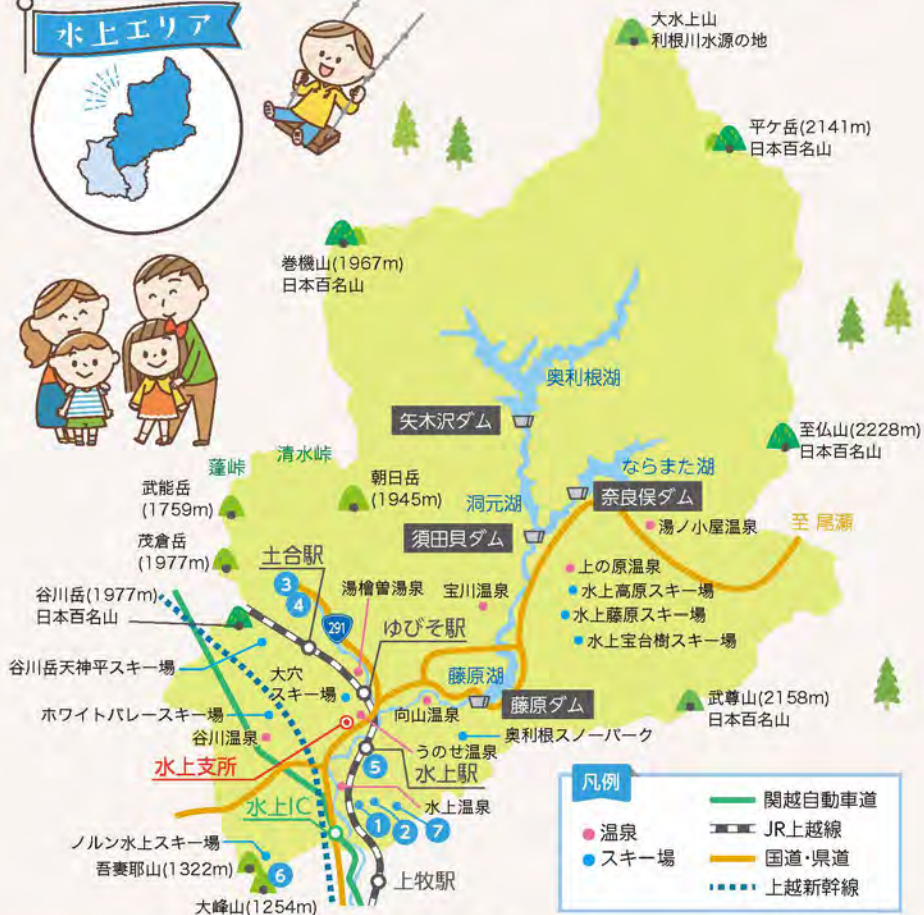 水上エリア
大水上山
利根川水源の地
平ケ岳(2141m)
日本百名山
巻機山(1967m)
日本百名山
奥利根湖
矢木沢ダム
至仏山(2228m)
日本百名山
清水峠
蓬峠
ならまた湖
朝日岳
(1945m)
武能岳
(1759m)
洞元湖
奈良俣ダム
湯ノ小屋温泉
至 尾瀬
須田貝ダム
茂倉岳
(1977m)
土合駅
上の原温泉
3
4
湯檜曽湯泉
宝川温泉
水上高原スキー場
谷川岳(1977m)
日本百名山
291
ゆびそ駅
水上藤原スキー場
水上宝台樹スキー場
谷川岳天神平スキー場
大穴
スキー場
藤原湖
藤原ダム
武尊山(2158m)
日本百名山
ホワイトバレースキー場
向山温泉
谷川温泉
奥利根スノーパーク
うのせ温泉
水上支所
5
水上駅
水上IC
水上温泉
1
2
7
ノルン水上スキー場
吾妻耶山(1322m)
6
上牧駅
大峰山(1254m)
凡例
温泉
スキー場
関越自動車道
JR上越線
国道・県道
上越新幹線